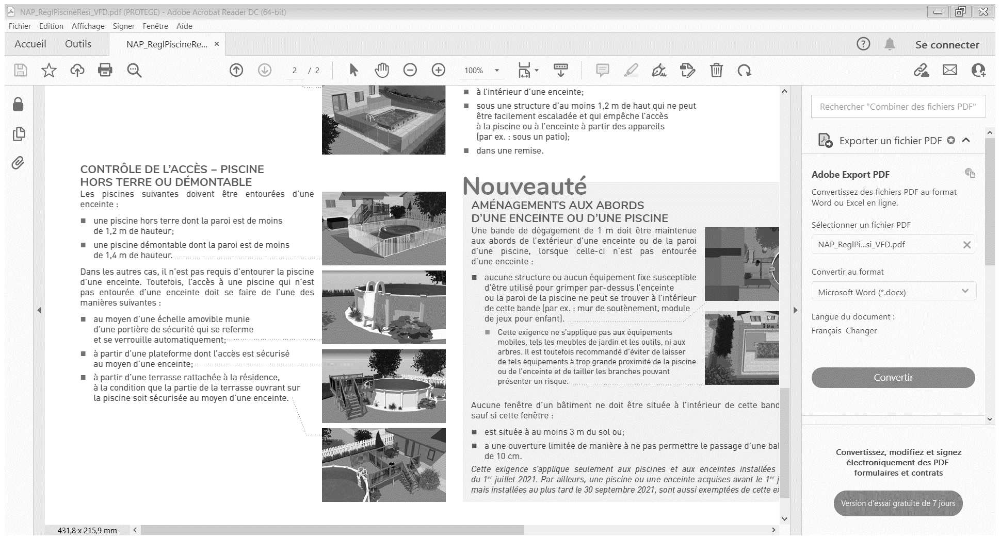 NAP_ReglPiscineResi_VFD.pdf (PROTEGE) - Adobe Acrobat Reader DC (64-bit)
Fichier Edition Affichage Signer Fenêtre Aide
Accueil Outils NAP_ReglPiscineRe... × Se connecter
2 / 2 100%
à l'intérieur d'une enceinte;
sous une structure d'au moins 1,2 m de haut qui ne peut
être facilement escaladée et qui empêche l'accès
à la piscine ou à l'enceinte à partir des appareils
(par ex. : sous un patio);
dans une remise.
CONTRÔLE DE L'ACCÈS – PISCINE
HORS TERRE OU DÉMONTABLE
Les piscines suivantes doivent être entourées d'une
enceinte :
une piscine hors terre dont la paroi est de moins
de 1,2 m de hauteur;
une piscine démontable dont la paroi est de moins
de 1,4 m de hauteur.
Dans les autres cas, il n'est pas requis d'entourer la piscine
d'une enceinte. Toutefois, l'accès à une piscine qui n'est
pas entourée d'une enceinte doit se faire de l'une des
manières suivantes :
au moyen d'une échelle amovible munie
d'une portière de sécurité qui se referme
et se verrouille automatiquement;
à partir d'une plateforme dont l'accès est sécurisé
au moyen d'une enceinte;
à partir d'une terrasse rattachée à la résidence,
à la condition que la partie de la terrasse ouvrant sur
la piscine soit sécurisée au moyen d'une enceinte.
Nouveauté
AMÉNAGEMENTS AUX ABORDS
D'UNE ENCEINTE OU D'UNE PISCINE
Une bande de dégagement de 1 m doit être maintenue
aux abords de l'extérieur d'une enceinte ou de la paroi
d'une piscine, lorsque celle-ci n'est pas entourée
d'une enceinte :
aucune structure ou aucun équipement fixe susceptible
d'être utilisé pour grimper par-dessus l'enceinte
ou la paroi de la piscine ne peut se trouver à l'intérieur
de cette bande (par ex. : mur de soutènement, module
de jeux pour enfant).
Cette exigence ne s'applique pas aux équipements
mobiles, tels les meubles de jardin et les outils, ni aux
arbres. Il est toutefois recommandé d'éviter de laisser
de tels équipements à trop grande proximité de la piscine
ou de l'enceinte et de tailler les branches pouvant
présenter un risque.
Min. 1
Aucune fenêtre d'un bâtiment ne doit être située à l'intérieur de cette band
sauf si cette fenêtre :
est située à au moins 3 m du sol ou;
a une ouverture limitée de manière à ne pas permettre le passage d'une bal
de 10 cm.
Cette exigence s'applique seulement aux piscines et aux enceintes installées
du 1er juillet 2021. Par ailleurs, une piscine ou une enceinte acquises avant le 1er j
mais installées au plus tard le 30 septembre 2021, sont aussi exemptées de cette ex
431,8 x 215,9 mm
Rechercher "Combiner des fichiers PDF"
Exporter un fichier PDF
Adobe Export PDF
Convertissez des fichiers PDF au format
Word ou Excel en ligne.
Sélectionner un fichier PDF
NAP_ReglPi...si_VFD.pdf
Convertir au format
Microsoft Word (*.docx)
Langue du document :
Français Changer
Convertir
Convertissez, modifiez et signez
électroniquement des PDF
formulaires et contrats
Version d'essai gratuite de 7 jours